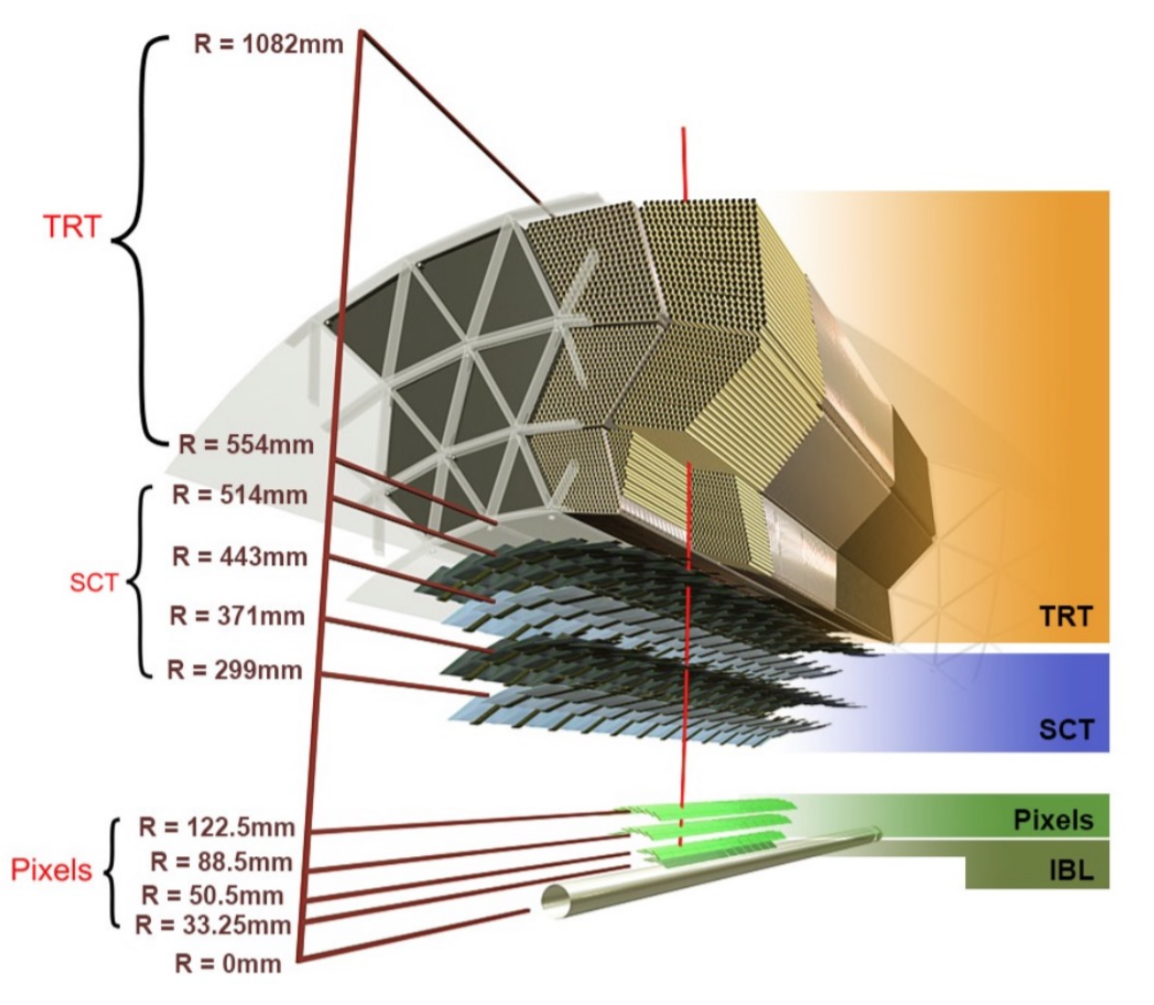 R = 1082mm
TRT
R = 554mm
R = 514mm
R = 443mm
SCT
R = 371mm
R = 299mm
TRT
SCT
R = 122.5mm
Pixels
R = 88.5mm
Pixels
IBL
R = 50.5mm
R = 33.25mm
R = 0mm